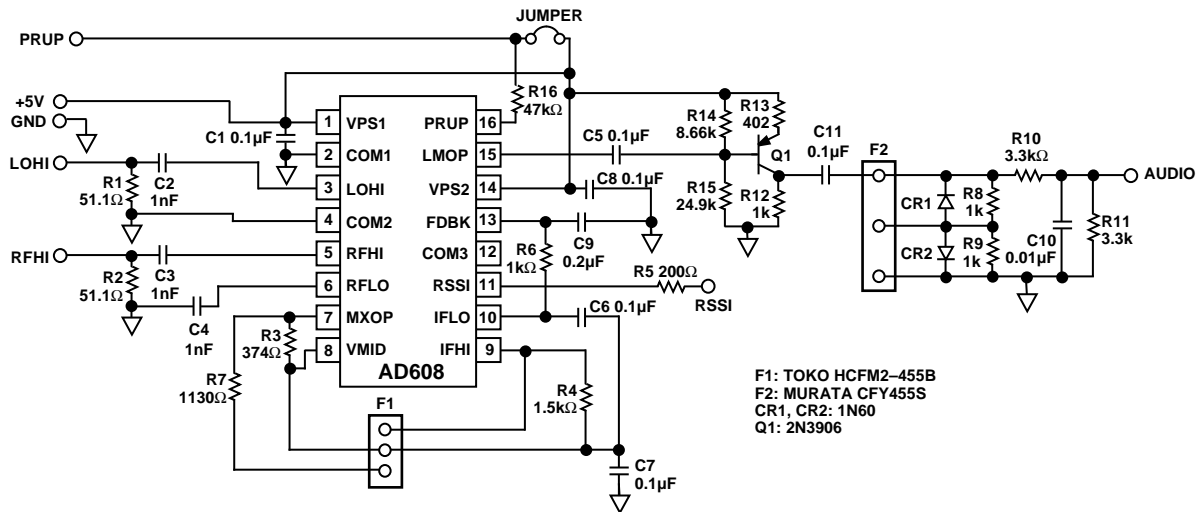 JUMPER
PRUP
R16
47kΩ
+5V
GND
C1 0.1µF
1 VPS1
2 COM1
3 LOHI
4 COM2
5 RFHI
6 RFLO
7 MXOP
8 VMID
PRUP 16
LMOP 15
VPS2 14
FDBK 13
COM3 12
RSSI 11
IFLO 10
IFHI 9
AD608
LOHI
R1
51.1Ω
C2
1nF
RFHI
R2
51.1Ω
C3
1nF
C4
1nF
R3
374Ω
R7
1130Ω
F1
R4
1.5kΩ
C7
0.1µF
C6 0.1µF
R5 200Ω
RSSI
R6
1kΩ
C9
0.2µF
C8 0.1µF
C5 0.1µF
R14
8.66k
R13
402
Q1
R15
24.9k
R12
1k
C11
0.1µF
F2
CR1
CR2
R8
1k
R9
1k
R10
3.3kΩ
C10
0.01µF
R11
3.3k
AUDIO
F1: TOKO HCFM2–455B
F2: MURATA CFY455S
CR1, CR2: 1N60
Q1: 2N3906